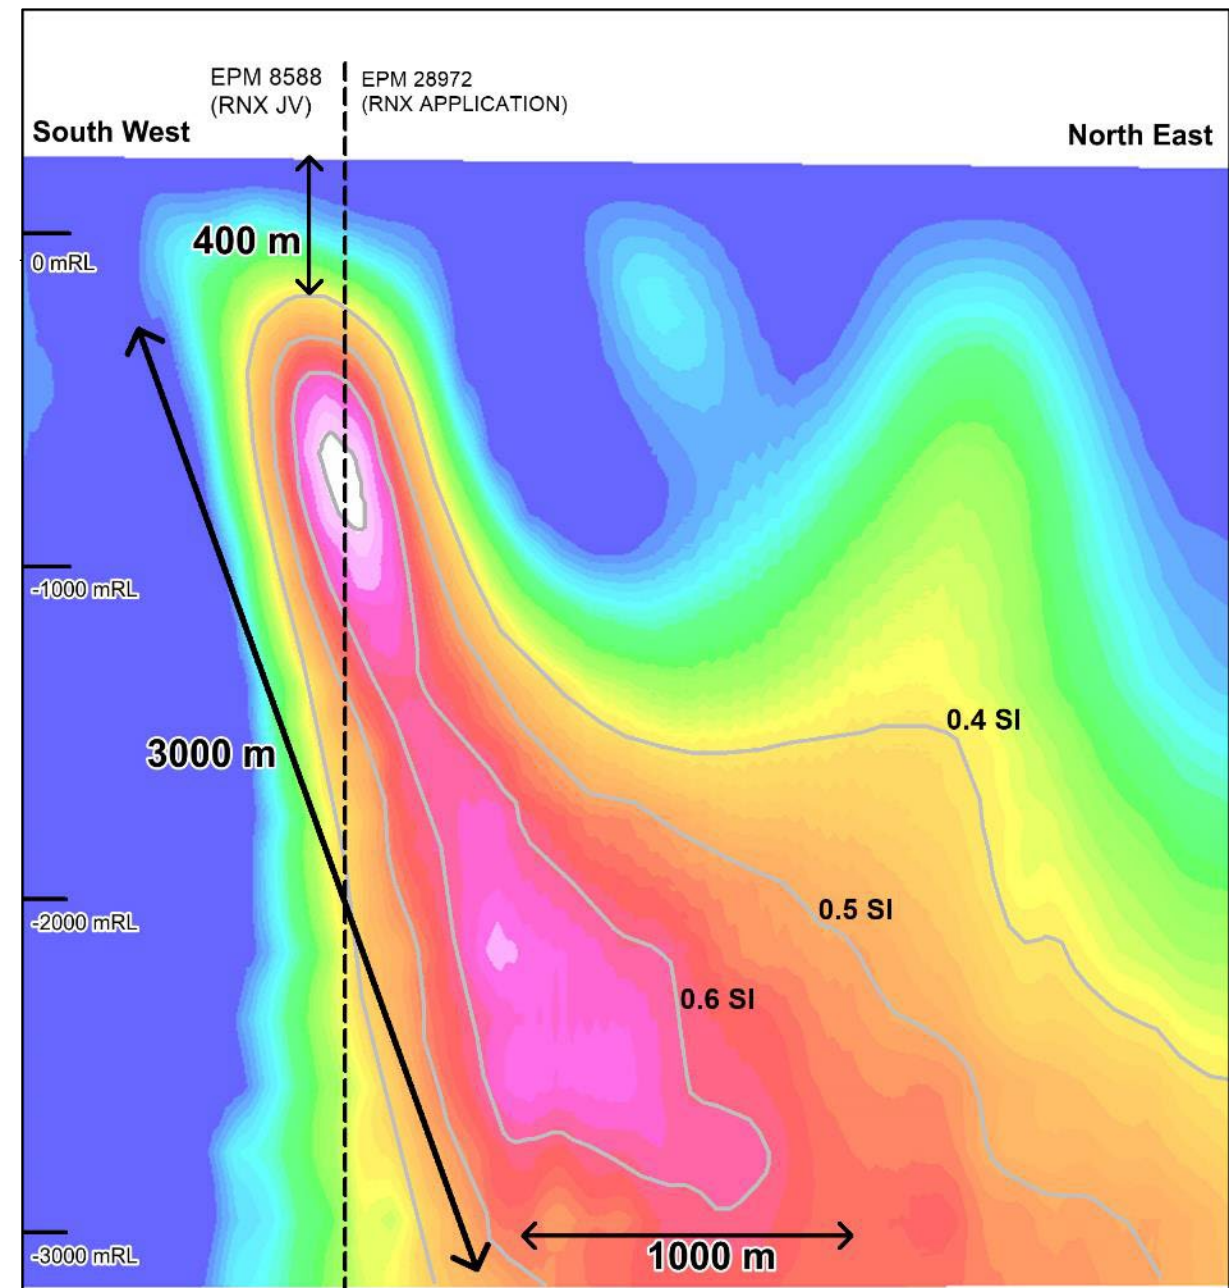 EPM 8588
(RNX JV)
EPM 28972
(RNX APPLICATION)
South West
North East
400 m
0 mRL
-1000 mRL
0.4 SI
3000 m
0.5 SI
-2000 mRL
0.6 SI
-3000 mRL
1000 m